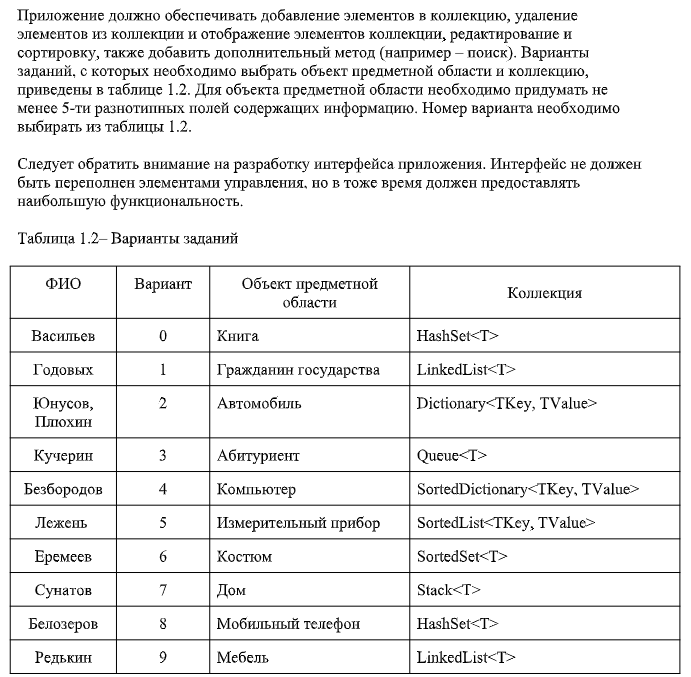 Приложение должно обеспечивать добавление элементов в коллекцию, удаление
элементов из коллекции и отображение элементов коллекции, редактирование и
сортировку, также добавить дополнительный метод (например – поиск). Варианты
заданий, с которых необходимо выбрать объект предметной области и коллекцию,
приведены в таблице 1.2. Для объекта предметной области необходимо придумать не
менее 5-ти разнотипных полей содержащих информацию. Номер варианта необходимо
выбирать из таблицы 1.2.
Следует обратить внимание на разработку интерфейса приложения. Интерфейс не должен
быть переполнен элементами управления, но в тоже время должен предоставлять
наибольшую функциональность.
Таблица 1.2– Варианты заданий
ФИО Вариант Объект предметной области Коллекция
Васильев 0 Книга HashSet<T>
Годовых 1 Гражданин государства LinkedList<T>
Юнусов, Плюхин 2 Автомобиль Dictionary<TKey, TValue>
Кучерин 3 Абитуриент Queue<T>
Безбородов 4 Компьютер SortedDictionary<TKey, TValue>
Лежень 5 Измерительный прибор SortedList<TKey, TValue>
Еремеев 6 Костюм SortedSet<T>
Сунатов 7 Дом Stack<T>
Белозеров 8 Мобильный телефон HashSet<T>
Редькин 9 Мебель LinkedList<T>